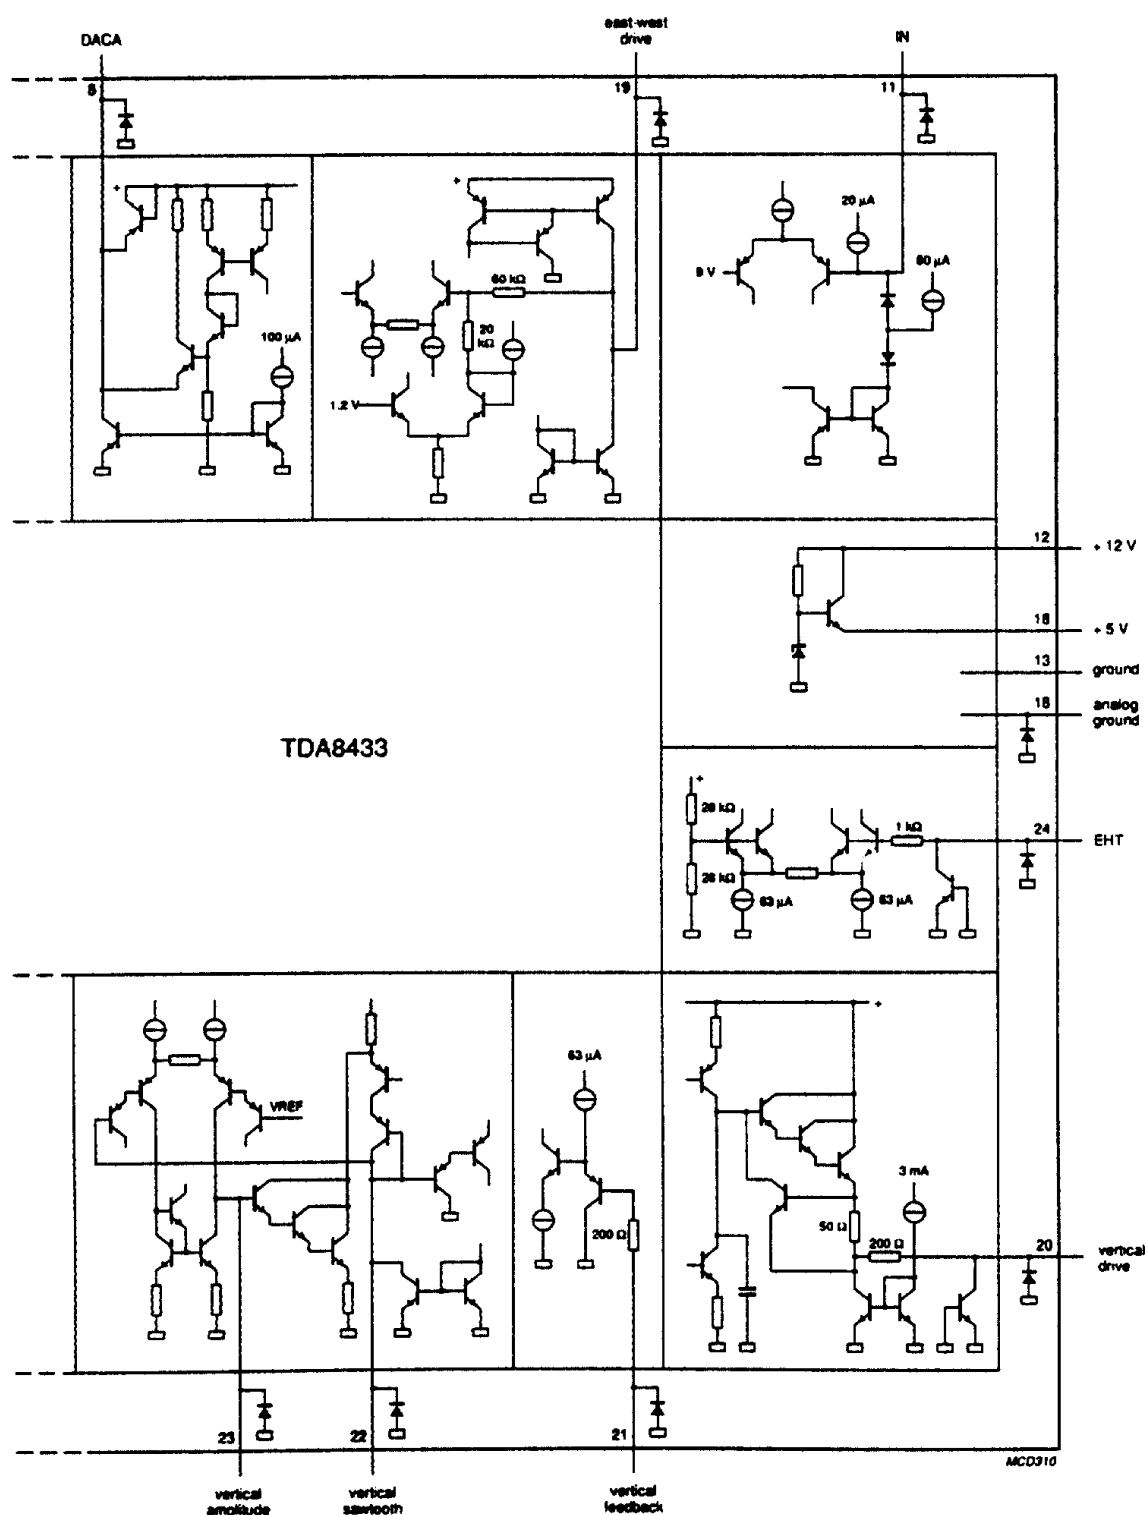 DACA
east-west
drive
IN
19
11
20 µA
9 V
80 µA
60 kΩ
20
kΩ
100 µA
1.2 V
12
+ 12 V
+ 5 V
13
ground
18
analog
ground
TDA8433
28 kΩ
1 kΩ
24
EHT
28 kΩ
63 µA
63 µA
VREF
63 µA
200 Ω
3 mA
50 Ω
200 Ω
20
vertical
drive
23
22
21
MCD310
vertical
amplitude
vertical
sawtooth
vertical
feedback